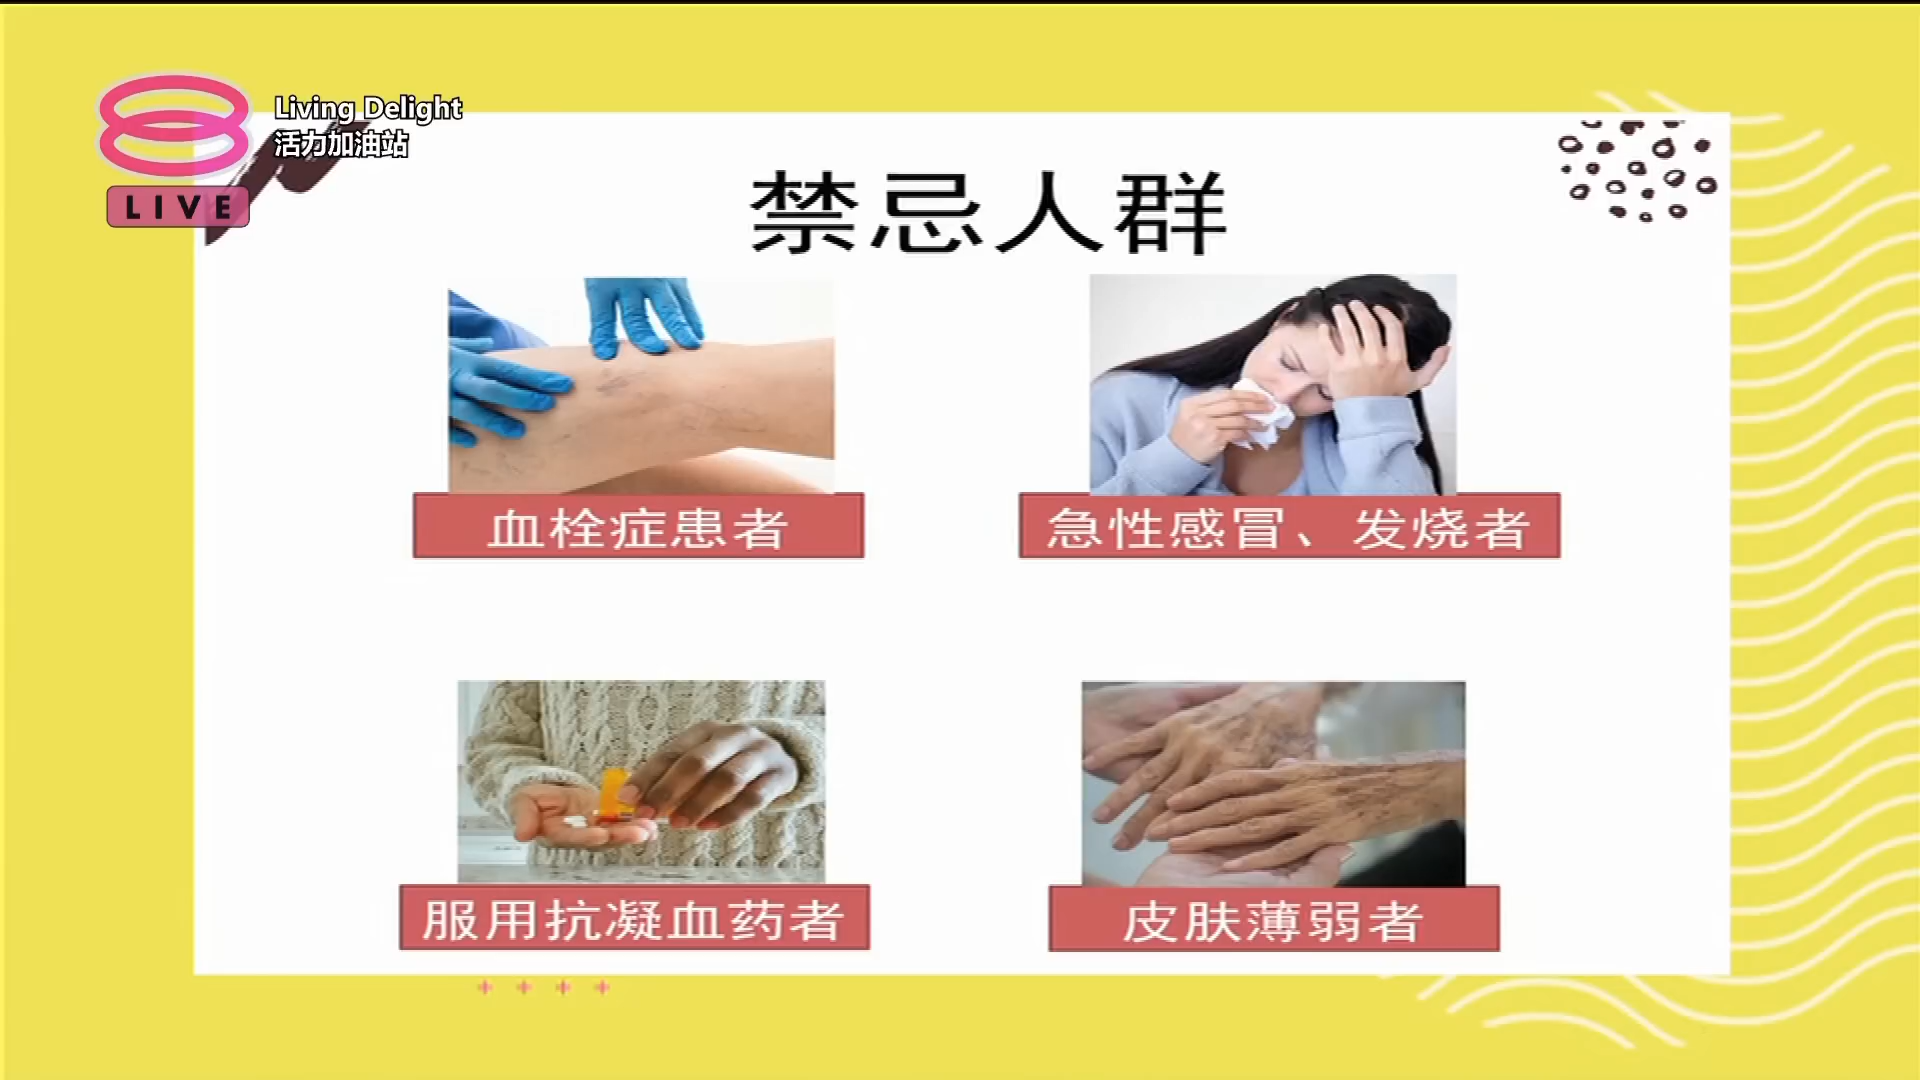 Living Delight
活力加油站
LIVE
禁忌人群
血栓症患者
急性感冒、发烧者
服用抗凝血药者
皮肤薄弱者